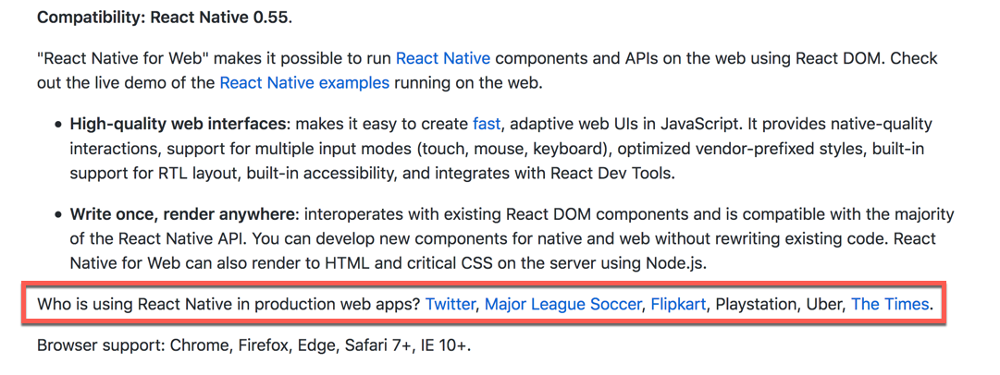 Compatibility: React Native 0.55.
"React Native for Web" makes it possible to run React Native components and APIs on the web using React DOM. Check
out the live demo of the React Native examples running on the web.
• High-quality web interfaces: makes it easy to create fast, adaptive web UIs in JavaScript. It provides native-quality
interactions, support for multiple input modes (touch, mouse, keyboard), optimized vendor-prefixed styles, built-in
support for RTL layout, built-in accessibility, and integrates with React Dev Tools.
• Write once, render anywhere: interoperates with existing React DOM components and is compatible with the majority
of the React Native API. You can develop new components for native and web without rewriting existing code. React
Native for Web can also render to HTML and critical CSS on the server using Node.js.
Who is using React Native in production web apps? Twitter, Major League Soccer, Flipkart, Playstation, Uber, The Times.
Browser support: Chrome, Firefox, Edge, Safari 7+, IE 10+.